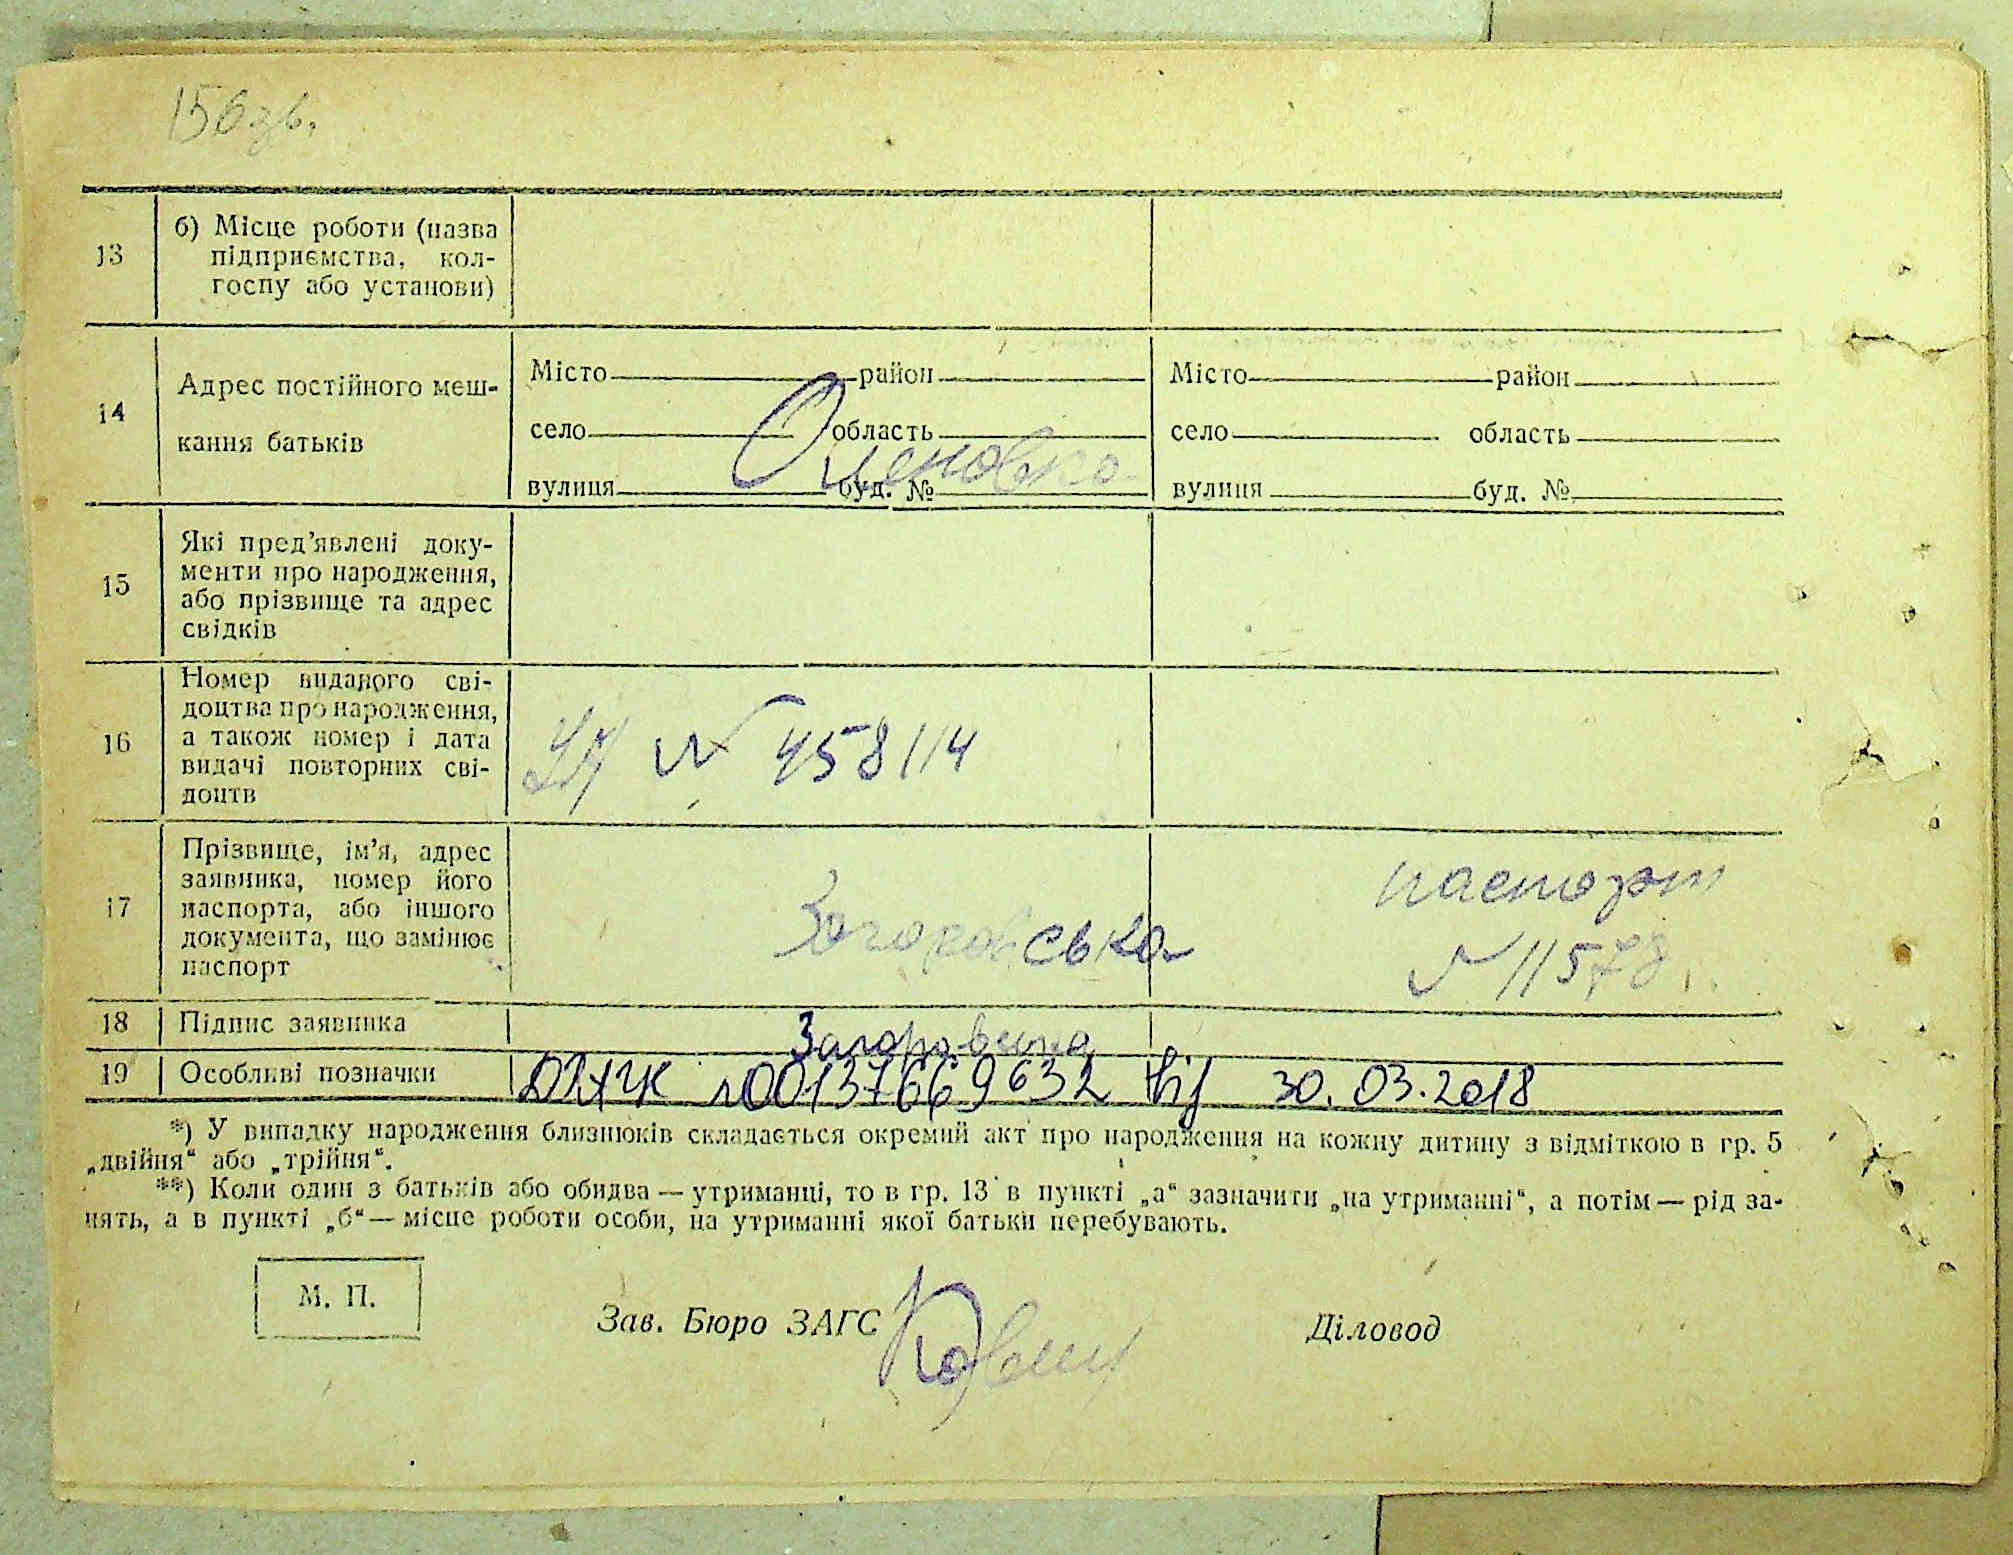 156зв.
13
б) Місце роботи (назва
підприємства, кол-
госпу або установи)
14
Адрес постійного меш-
кання батьків
Місто район
село область
вулиця буд. №
Місто район
село область
вулиця буд. №
15
Які пред’явлені доку-
менти про народження,
або прізвище та адрес
свідків
16
Номер виданого сві-
доцтва про народження,
а також номер і дата
видачі повторних сві-
доцтв
№ 458114
17
Прізвище, ім’я, адрес
заявника, номер його
паспорта, або іншого
документа, що замінює
паспорт
Загоровська
паспорт
№ 11578
18 Підпис заявника
Загоровська
19 Особливі позначки
00137669632 від 30.03.2018
*) У випадку народження близнюків складається окремий акт про народження на кожну дитину з відміткою в гр. 5
„двійня“ або „трійня“.
**) Коли один з батьків або обидва — утриманці, то в гр. 13 в пункті „а“ зазначити „на утриманні“, а потім — рід за-
нять, а в пункті „б“ — місце роботи особи, на утриманні якої батьки перебувають.
М. П.
Зав. Бюро ЗАГС
Діловод